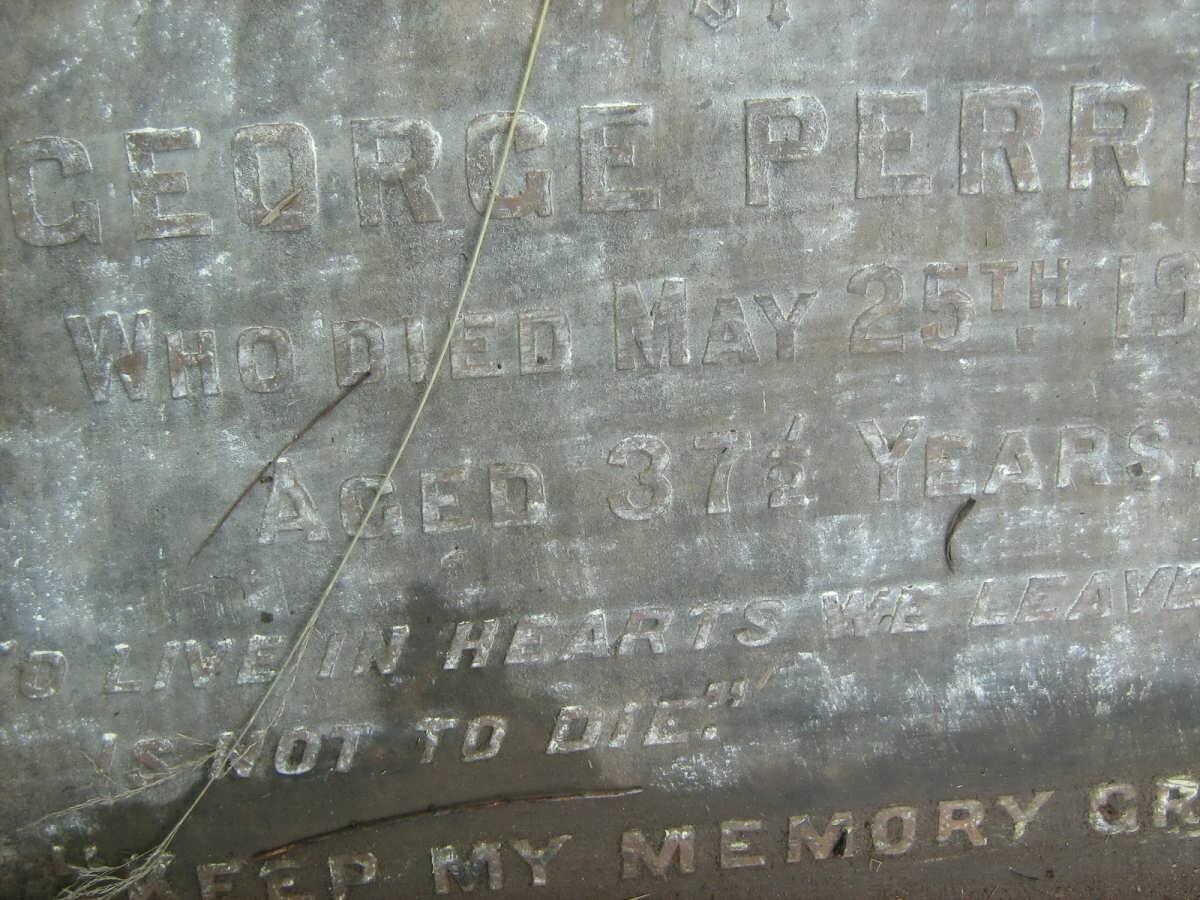 GEORGE PERR
WHO DIED MAY 25TH. 19
AGED 37½ YEARS.
TO LIVE IN HEARTS WE LEAVE
IS NOT TO DIE."
"KEEP MY MEMORY GR